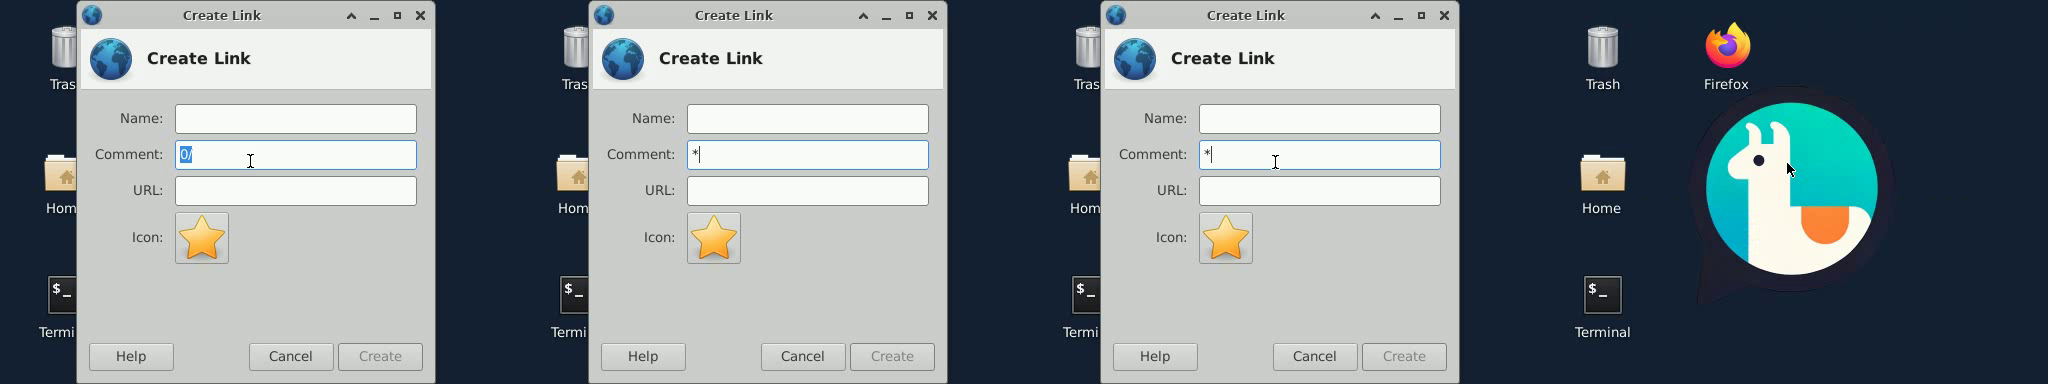 Create Link
Create Link
Name:
Comment: 0/
URL:
Icon:
Help Cancel Create
Tras
Hom
$_
Termi
Create Link
Create Link
Name:
Comment: *
URL:
Icon:
Help Cancel Create
Tras
Hom
$_
Termi
Create Link
Create Link
Name:
Comment: *
URL:
Icon:
Help Cancel Create
Tras
Hom
$_
Termi
Trash
Firefox
Home
$_
Terminal